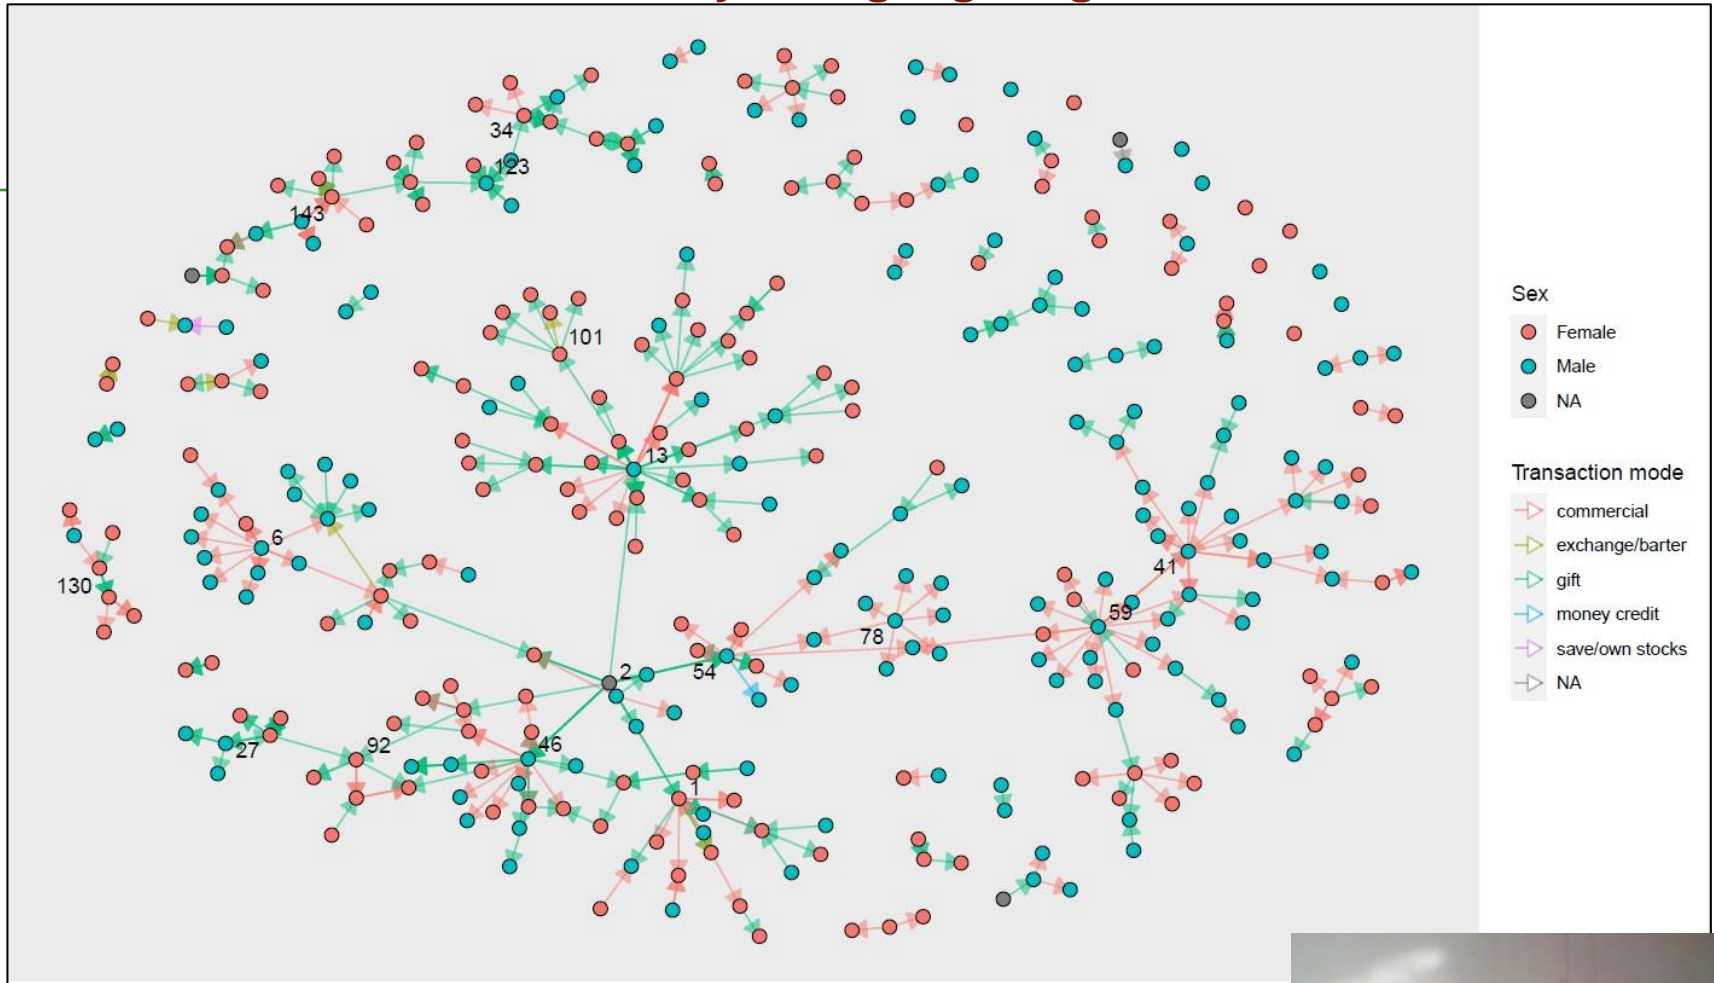 34
123
143
101
13
6
130
41
59
2
54
78
27
92
46
1
Sex
Female
Male
NA
Transaction mode
commercial
exchange/barter
gift
money credit
save/own stocks
NA